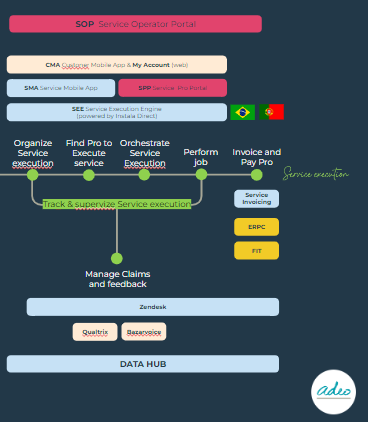 SOP Service Operator Portal
CMA Customer Mobile App & My Account (web)
SMA Service Mobile App
SPP Service Pro Portal
SEE Service Execution Engine
(powered by Instala Direct)
Organize
Service
execution
Find Pro to
Execute
service
Orchestrate
Service
Execution
Perform
job
Invoice and
Pay Pro
Service execution
Track & supervize Service execution
Service
Invoicing
ERPC
FIT
Manage Claims
and feedback
Zendesk
Qualtrix
Bazarvoice
DATA HUB
adeo